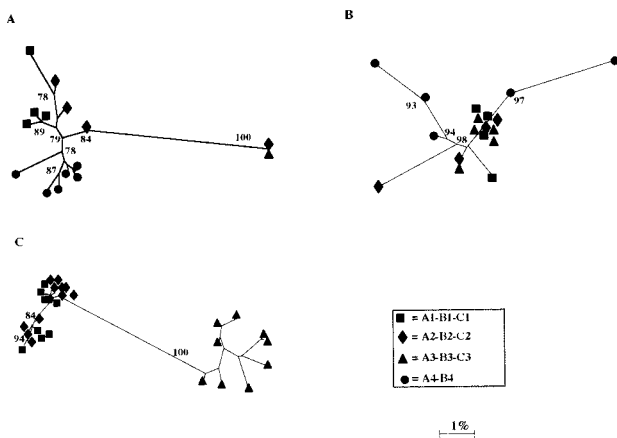 A
B
78
89
79
84
78
87
100
93
94
98
97
C
84
94
100
= A1-B1-C1
= A2-B2-C2
= A3-B3-C3
= A4-B4
1%